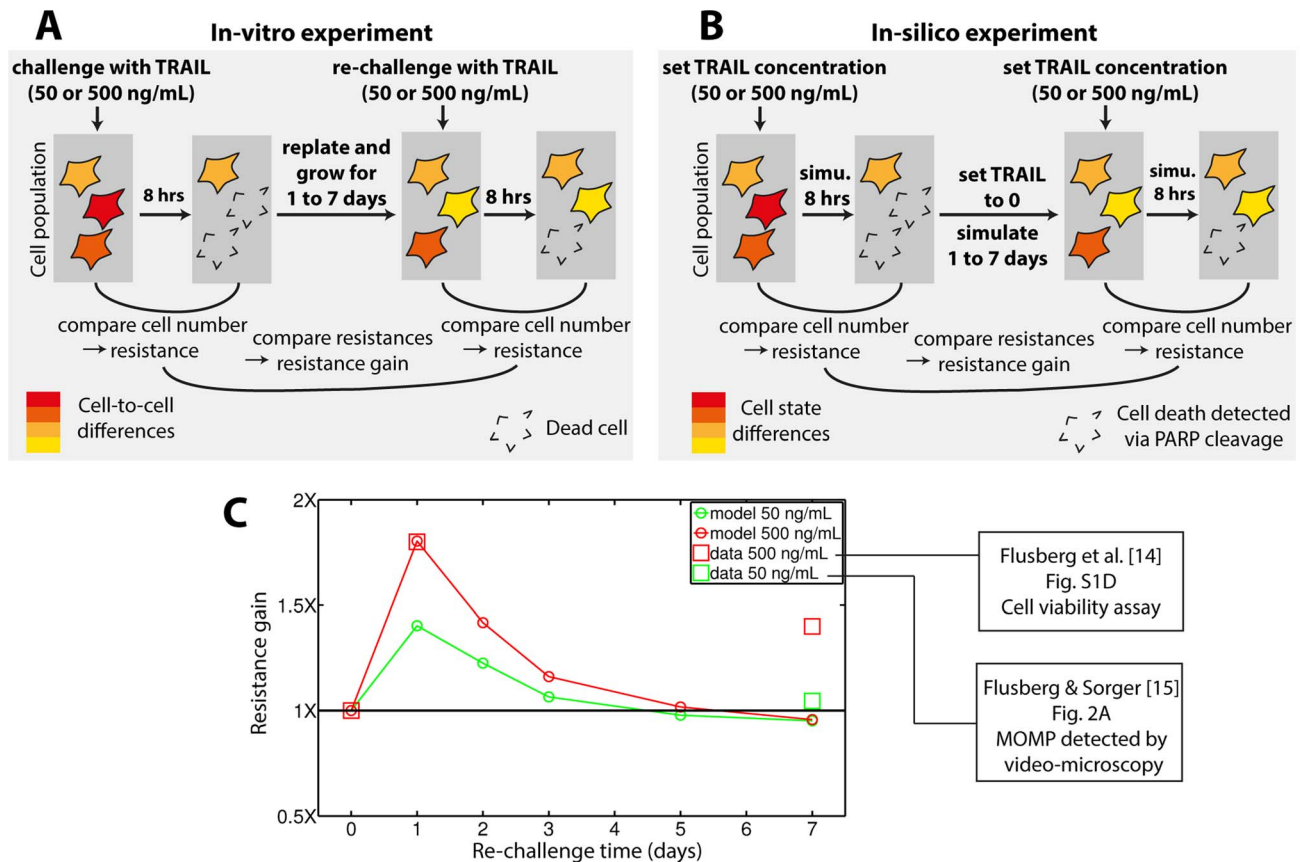 A
In-vitro experiment
challenge with TRAIL
(50 or 500 ng/mL)
re-challenge with TRAIL
(50 or 500 ng/mL)
Cell population
8 hrs
replate and
grow for
1 to 7 days
8 hrs
compare cell number
→ resistance
compare resistances
→ resistance gain
compare cell number
→ resistance
Cell-to-cell
differences
Dead cell
B
In-silico experiment
set TRAIL concentration
(50 or 500 ng/mL)
set TRAIL concentration
(50 or 500 ng/mL)
Cell population
simu.
8 hrs
set TRAIL
to 0
simulate
1 to 7 days
simu.
8 hrs
compare cell number
→ resistance
compare resistances
→ resistance gain
compare cell number
→ resistance
Cell state
differences
Cell death detected
via PARP cleavage
C
2X
1.5X
1X
0.5X
Resistance gain
0 1 2 3 5 7
Re-challenge time (days)
model 50 ng/mL
model 500 ng/mL
data 500 ng/mL
data 50 ng/mL
Flusberg et al. [14]
Fig. S1D
Cell viability assay
Flusberg & Sorger [15]
Fig. 2A
MOMP detected by
video-microscopy